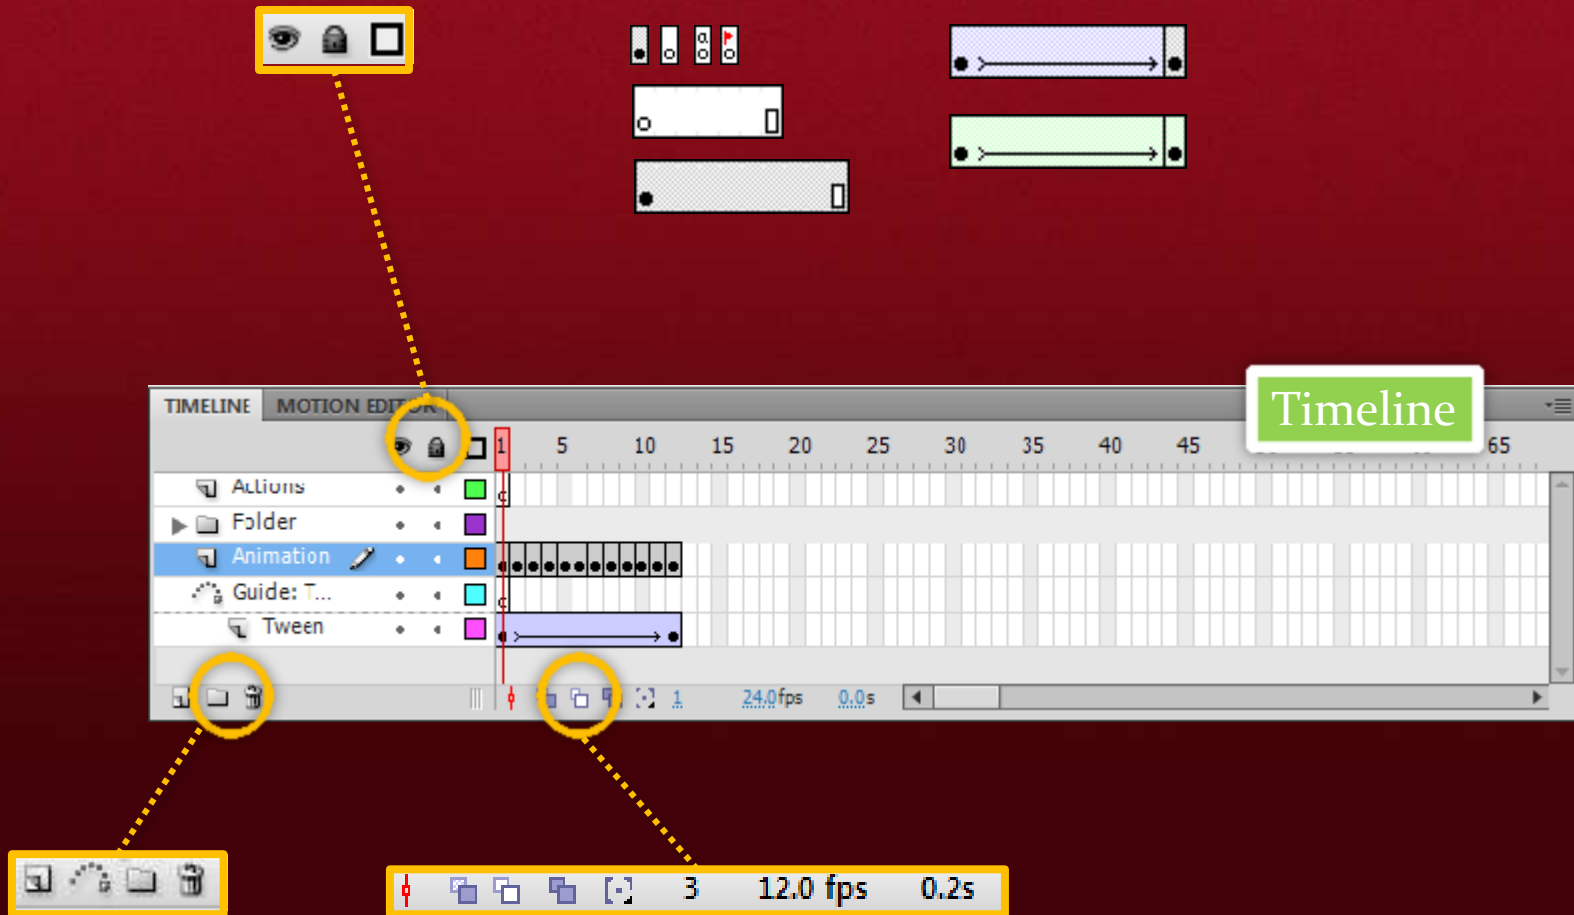 a
Timeline
TIMELINE MOTION EDITOR
1 5 10 15 20 25 30 35 40 45 65
Actions
a
Folder
Animation
Guide: T...
Tween
1 24.0fps 0.0s
3 12.0 fps 0.2s